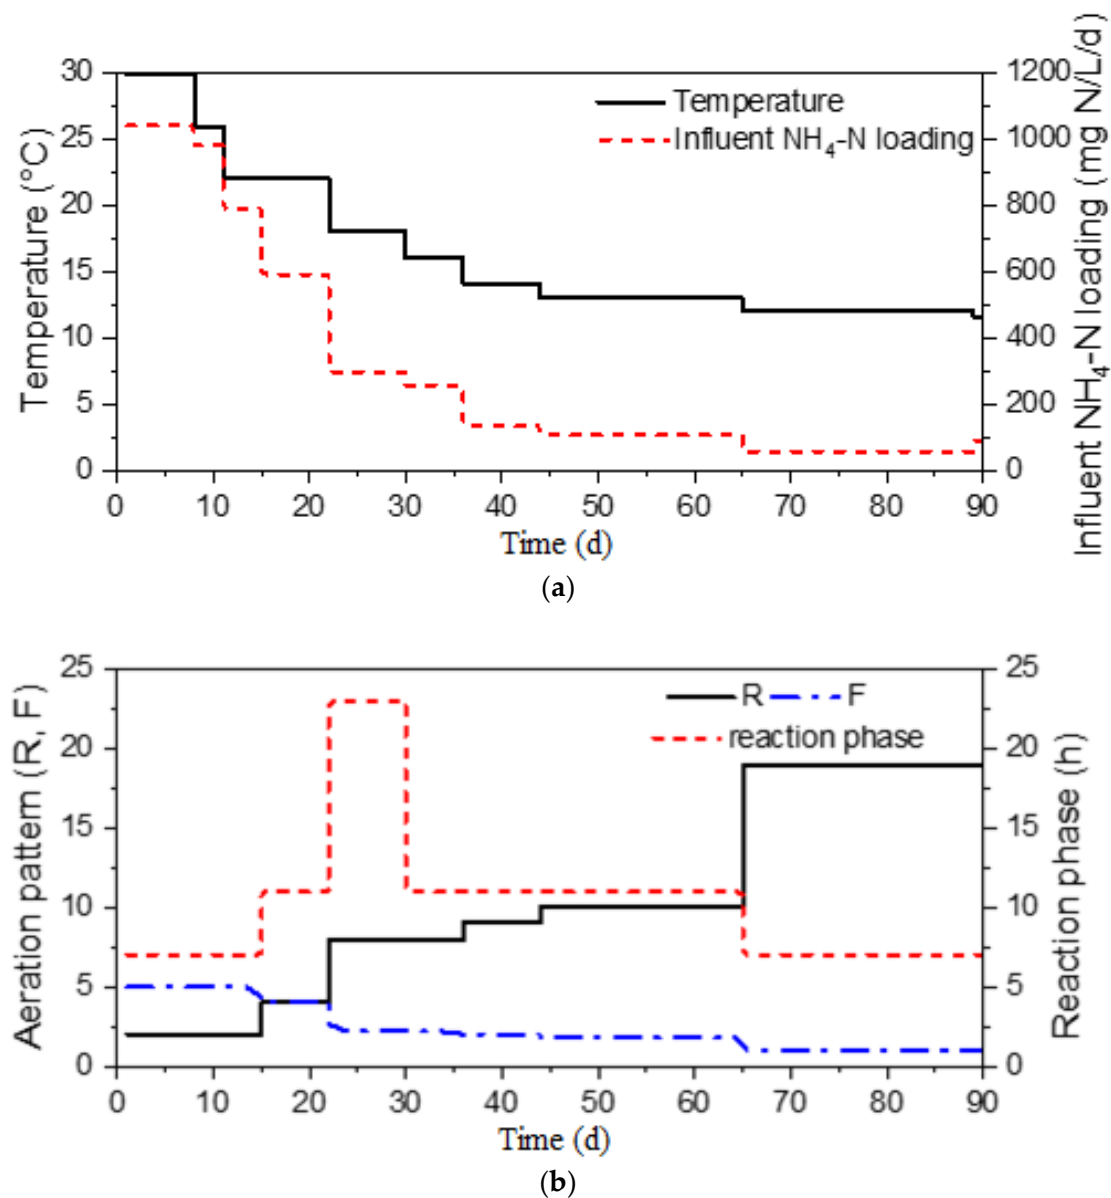 Temperature (°C)
30
25
20
15
10
5
0
Temperature
Influent NH4-N loading
1200
1000
800
600
400
200
0
Influent NH4-N loading (mg N/L/d)
0 10 20 30 40 50 60 70 80 90
Time (d)
(a)
Aeration pattern (R, F)
25
20
15
10
5
0
R F
reaction phase
25
20
15
10
5
0
Reaction phase (h)
0 10 20 30 40 50 60 70 80 90
Time (d)
(b)